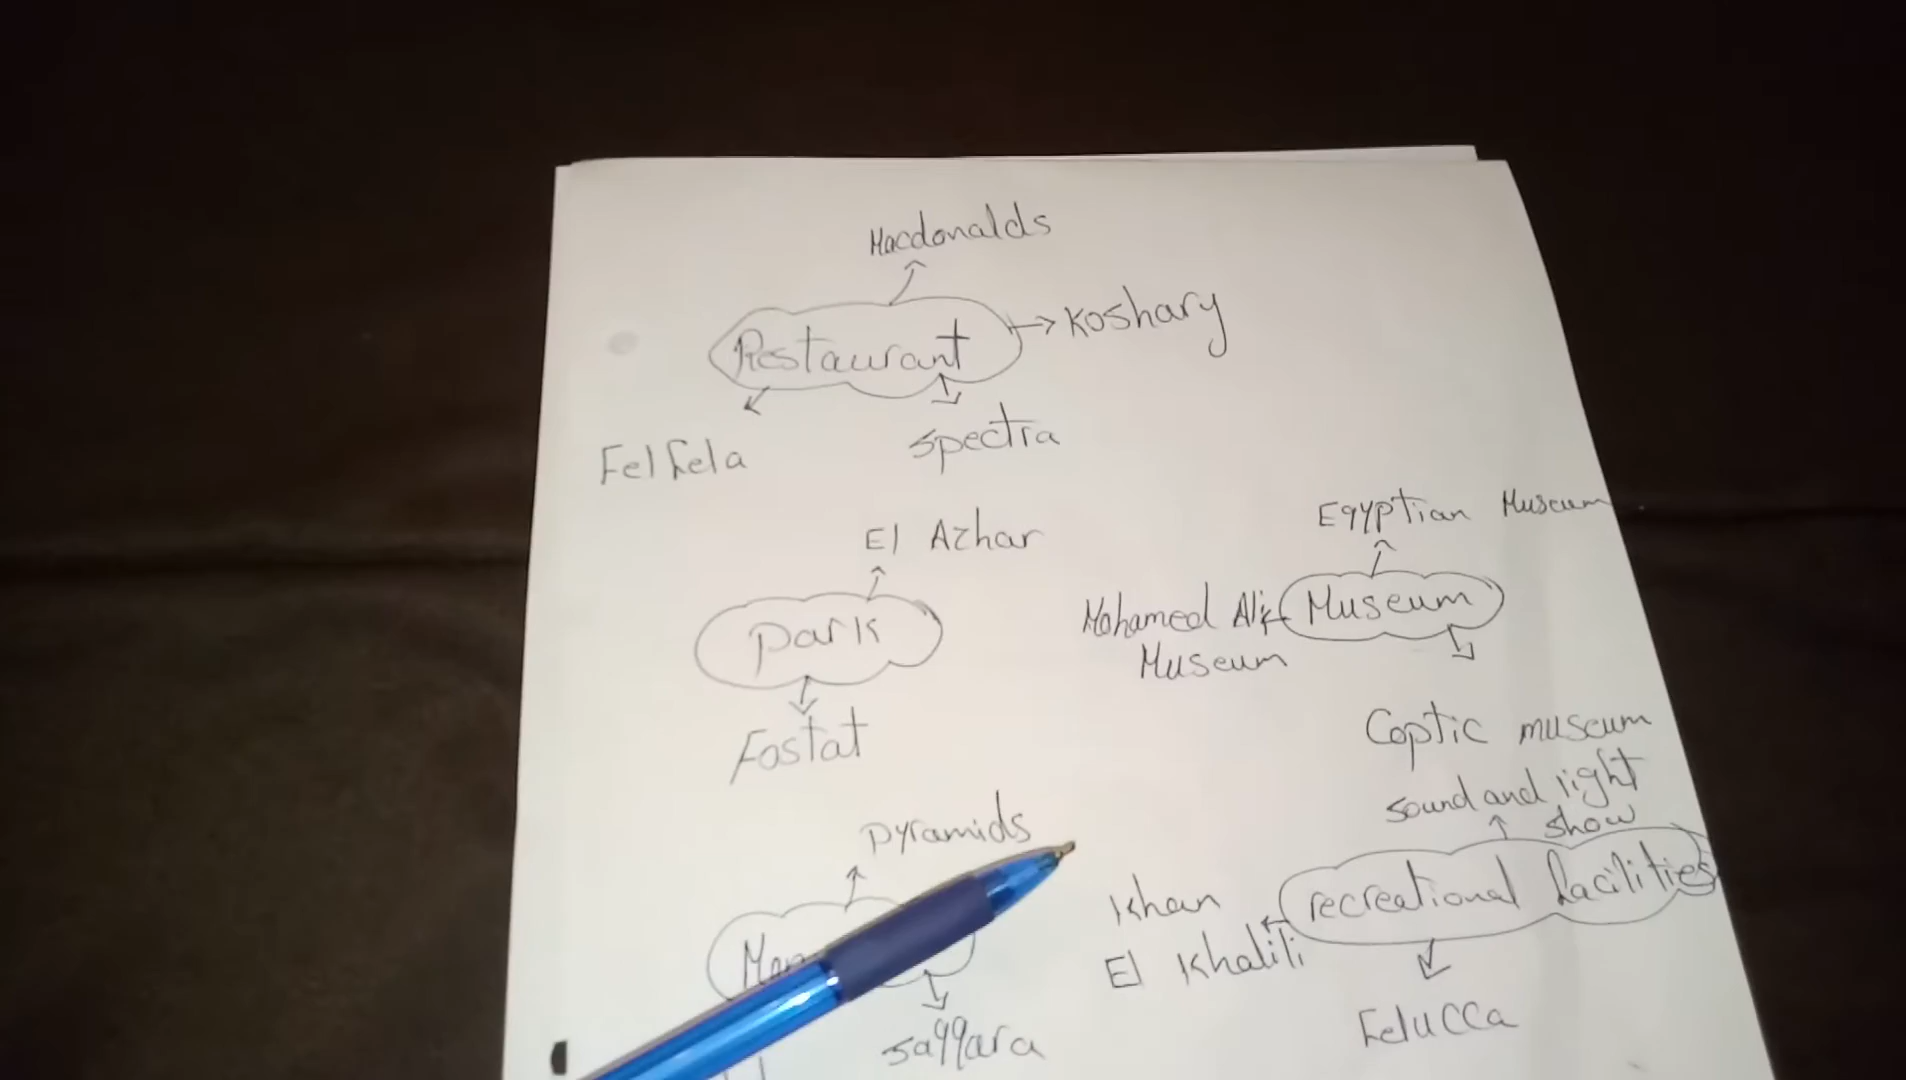 Macdonalds
Restaurant
Koshary
Felfela
Spectra
El Azhar
Park
Fostat
Egyptian Museum
Museum
Mohamed Ali
Museum
Coptic museum
Pyramids
saqqara
sound and light
show
recreational facilities
Khan
El Khalili
Felucca